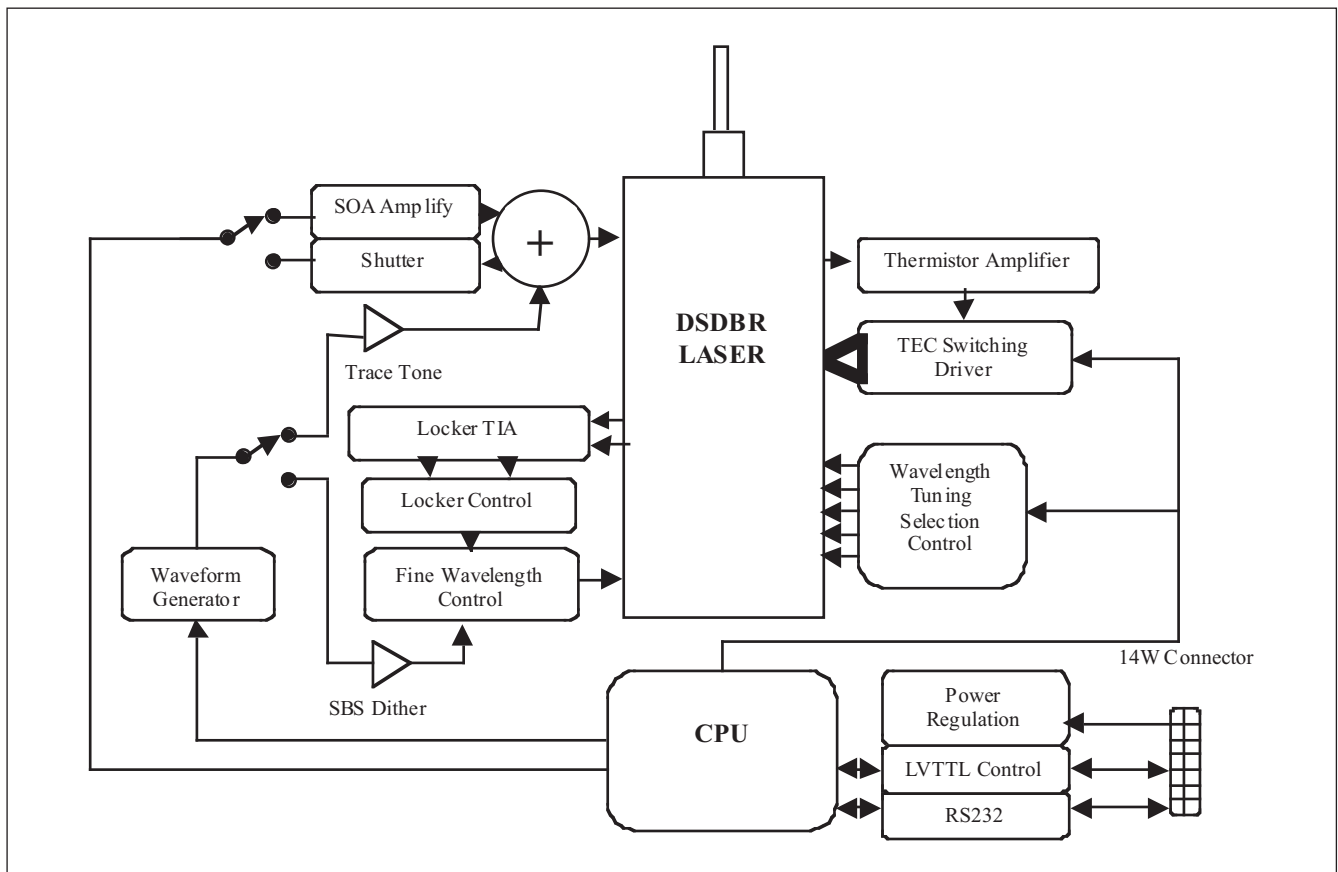 SOA Amplify
Shutter
+
Trace Tone
DSDBR
LASER
Thermistor Amplifier
TEC Switching
Driver
Locker TIA
Locker Control
Fine Wavelength
Control
Waveform
Generator
SBS Dither
Wavelength
Tuning
Selection
Control
14W Connector
CPU
Power
Regulation
LVTTL Control
RS232